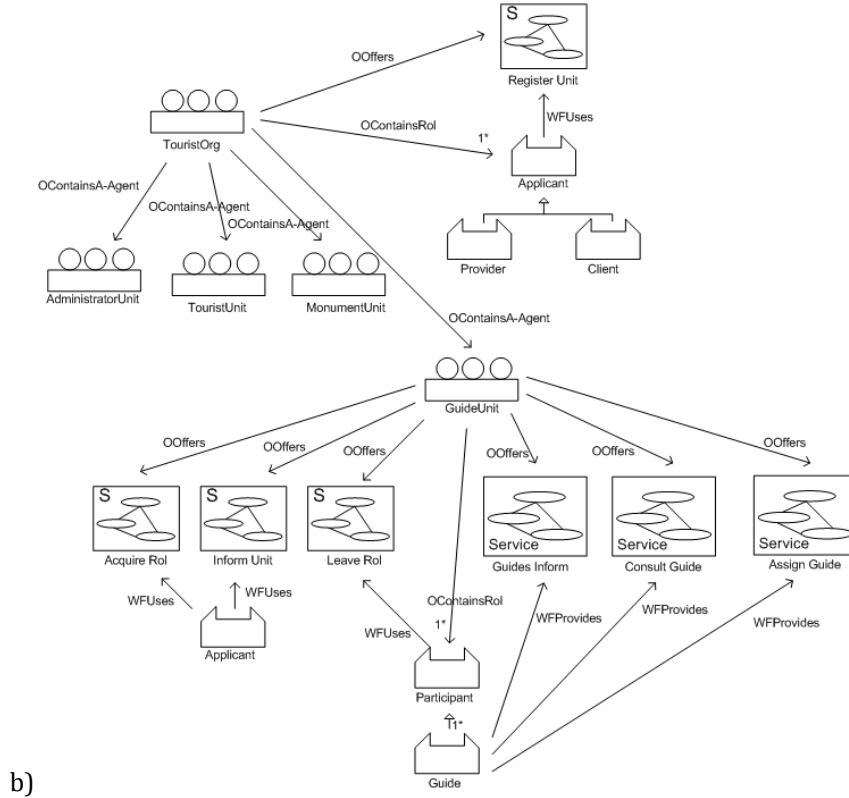 S
Register Unit
OOffers
WFUses
OContainsRol
1*
TouristOrg
Applicant
OContainsA-Agent
OContainsA-Agent
OContainsA-Agent
Provider
Client
AdministratorUnit
TouristUnit
MonumentUnit
OContainsA-Agent
GuideUnit
OOffers
OOffers
OOffers
OOffers
OOffers
OOffers
S
S
S
Service
Service
Service
Acquire Rol
Inform Unit
Leave Rol
Guides Inform
Consult Guide
Assign Guide
WFUses
WFUses
WFUses
OContainsRol
1*
WFProvides
WFProvides
WFProvides
Applicant
Participant
1*
Guide
b)